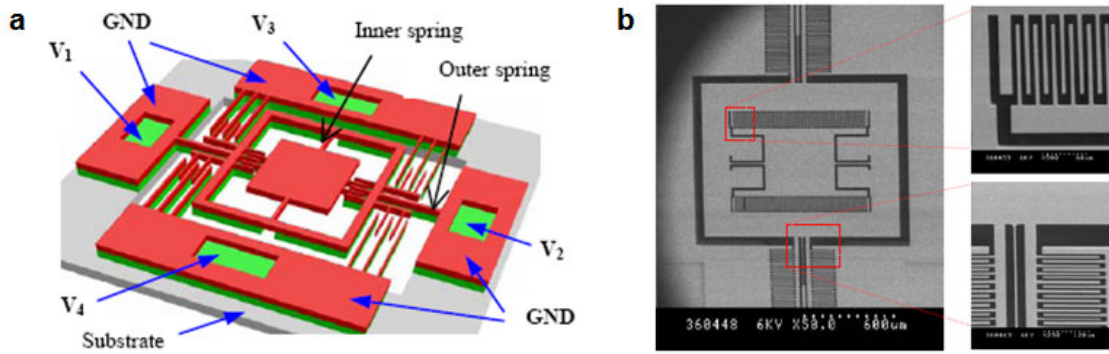 a
GND
V3
Inner spring
V1
Outer spring
V2
V4
GND
Substrate
b
360448 6KV X50.0 600um